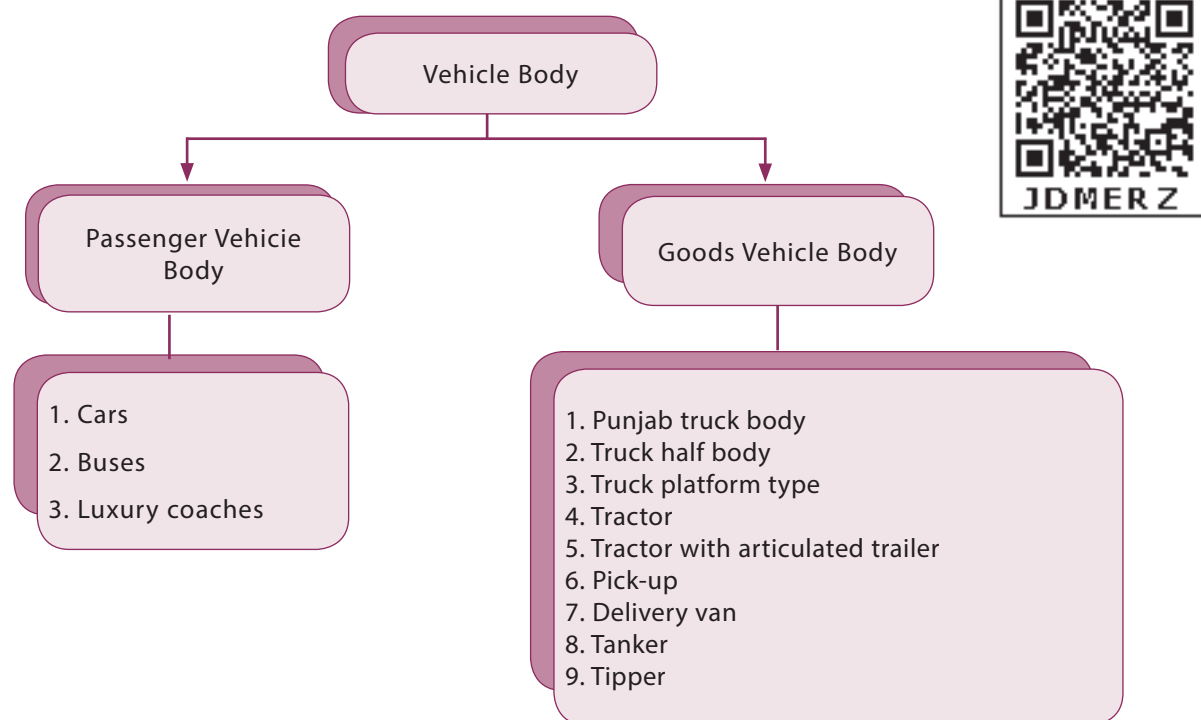 Vehicle Body
JDMERZ
Passenger Vehicie
Body
Goods Vehicle Body
1. Cars
2. Buses
3. Luxury coaches
1. Punjab truck body
2. Truck half body
3. Truck platform type
4. Tractor
5. Tractor with articulated trailer
6. Pick-up
7. Delivery van
8. Tanker
9. Tipper